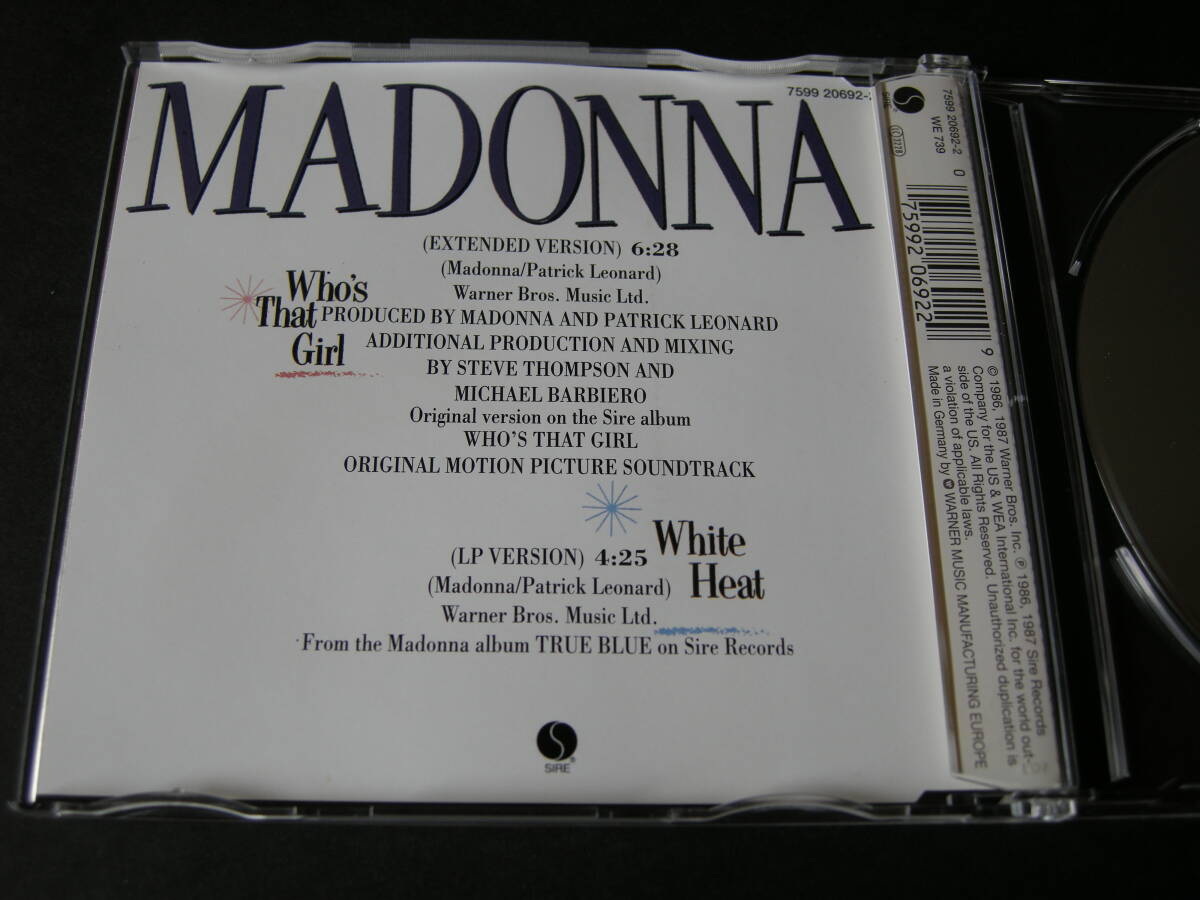 MADONNA
7599 20692-
(EXTENDED VERSION) 6:28
(Madonna/Patrick Leonard)
Warner Bros. Music Ltd.
Who's
That
Girl
PRODUCED BY MADONNA AND PATRICK LEONARD
ADDITIONAL PRODUCTION AND MIXING
BY STEVE THOMPSON AND
MICHAEL BARBIERO
Original version on the Sire album
WHO'S THAT GIRL
ORIGINAL MOTION PICTURE SOUNDTRACK
White
Heat
(LP VERSION) 4:25
(Madonna/Patrick Leonard)
Warner Bros. Music Ltd.
From the Madonna album TRUE BLUE on Sire Records
SIRE
SIRE
7599 20692-2
WE 739
0 75992 06922 9
© 1986, 1987 Warner Bros. Inc. ℗ 1986, 1987 Sire Records
Company for the US & WEA International Inc. for the world out-
side of the US. All Rights Reserved. Unauthorized duplication is
a violation of applicable laws.
Made in Germany by WARNER MUSIC MANUFACTURING EUROPE